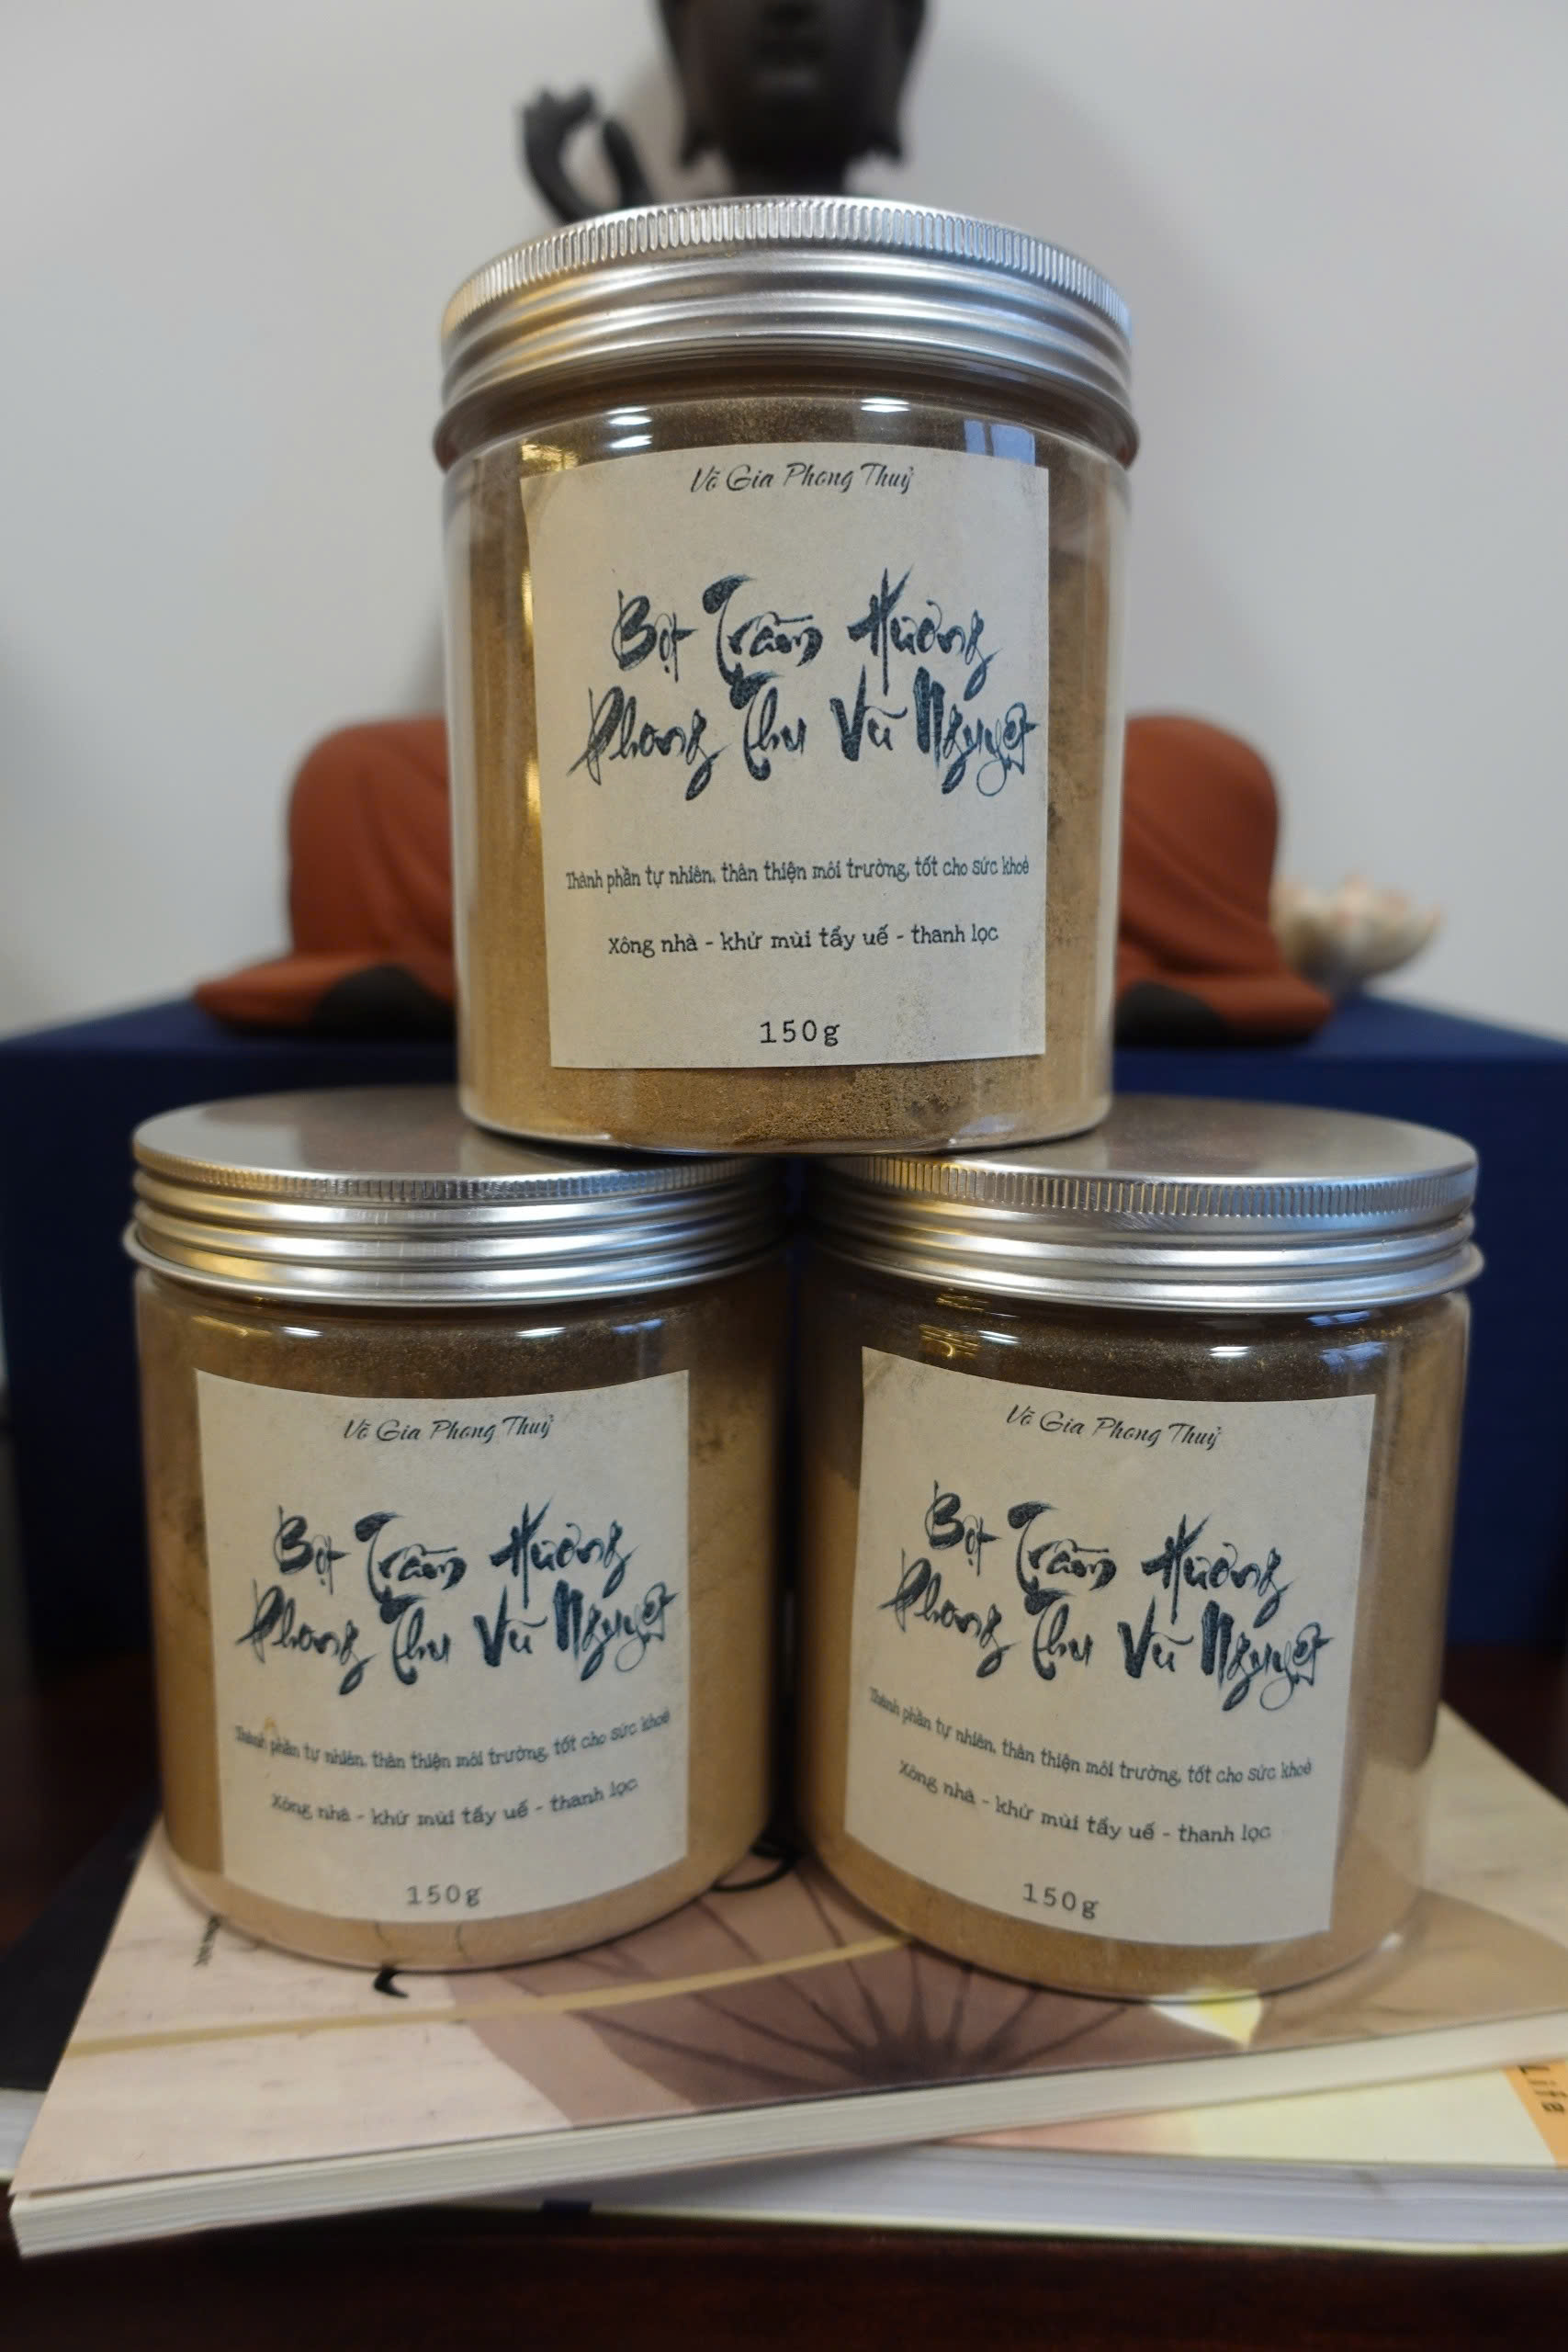 Võ Gia Phong Thuỷ
Bột Trầm Hương
Phong Thu Vũ Nguyệt
Thành phần tự nhiên, thân thiện môi trường, tốt cho sức khoẻ
Xông nhà - khử mùi tẩy uế - thanh lọc
150g
Võ Gia Phong Thuỷ
Bột Trầm Hương
Phong Thu Vũ Nguyệt
Thành phần tự nhiên, thân thiện môi trường, tốt cho sức khoẻ
Xông nhà - khử mùi tẩy uế - thanh lọc
150g
Võ Gia Phong Thuỷ
Bột Trầm Hương
Phong Thu Vũ Nguyệt
Thành phần tự nhiên, thân thiện môi trường, tốt cho sức khoẻ
Xông nhà - khử mùi tẩy uế - thanh lọc
150g
Life